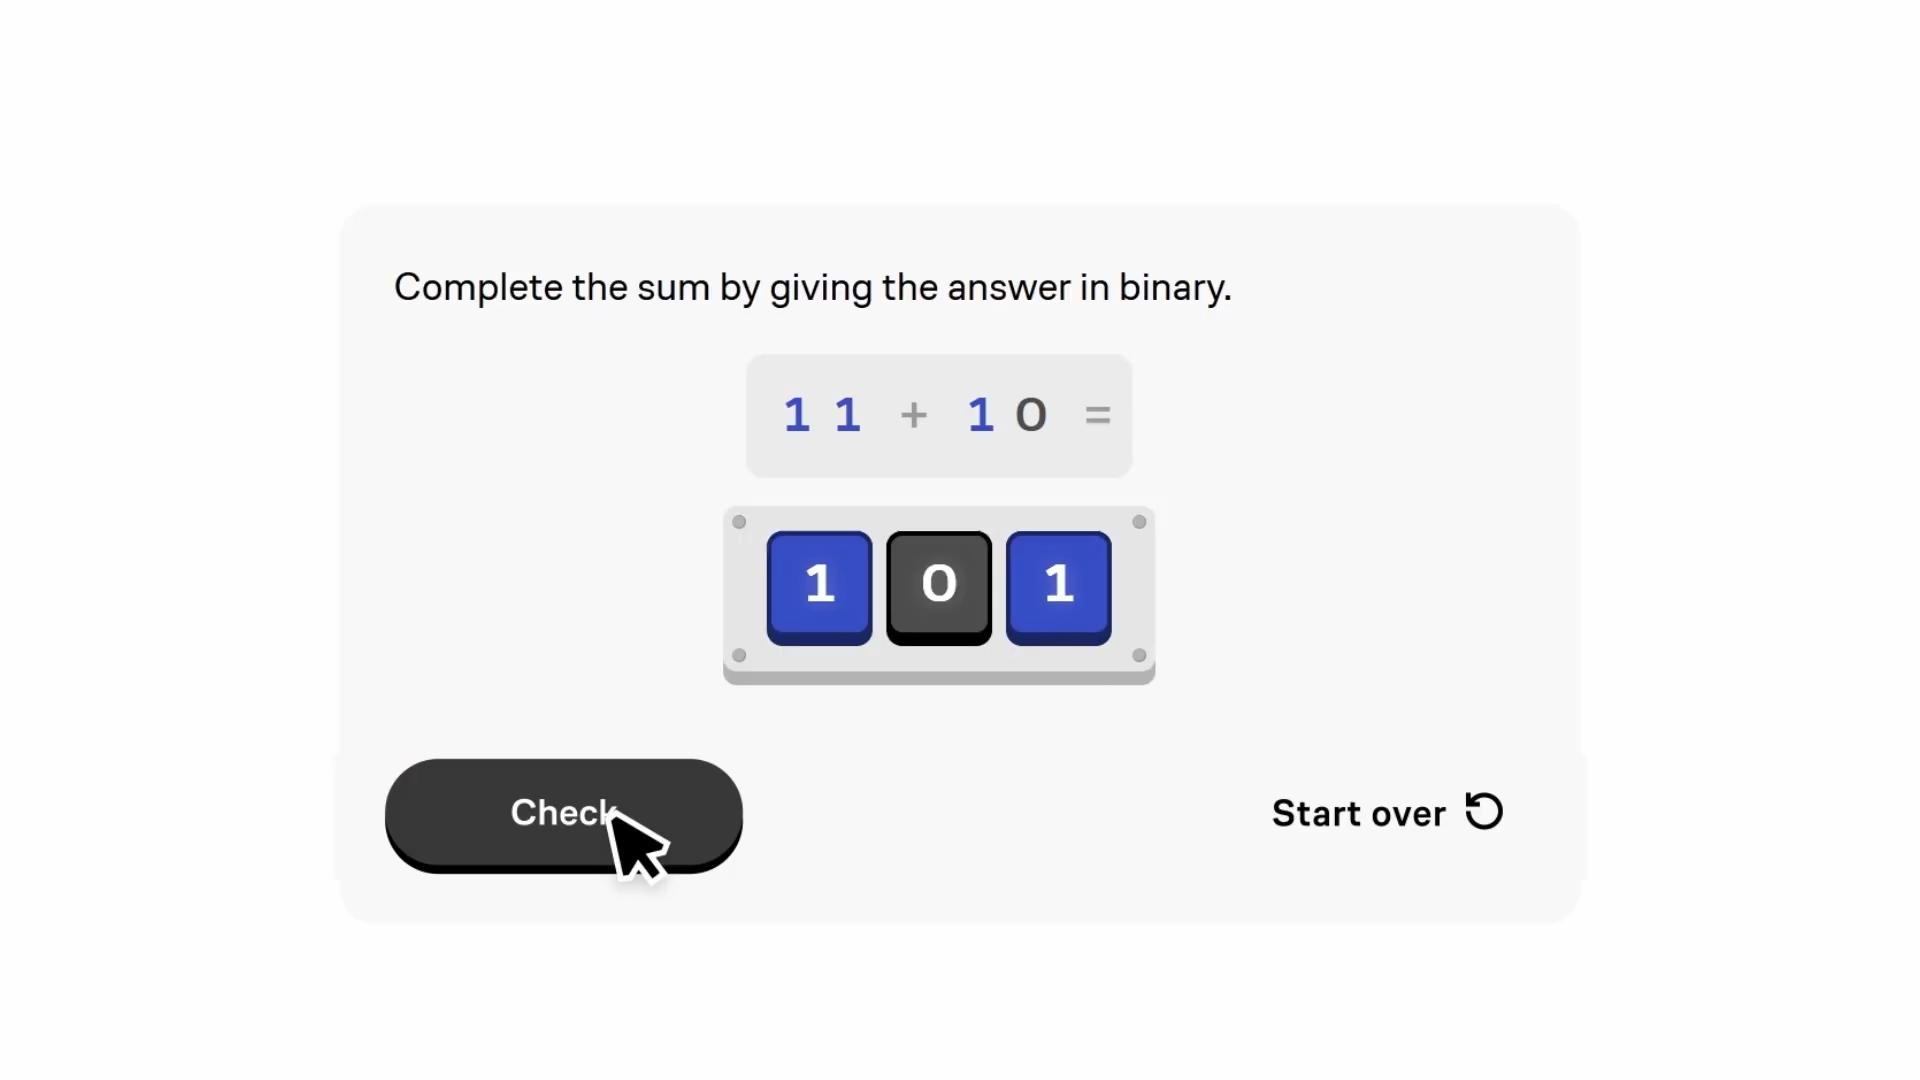 Complete the sum by giving the answer in binary.
1 1 + 1 0 =
1 0 1
Check
Start over